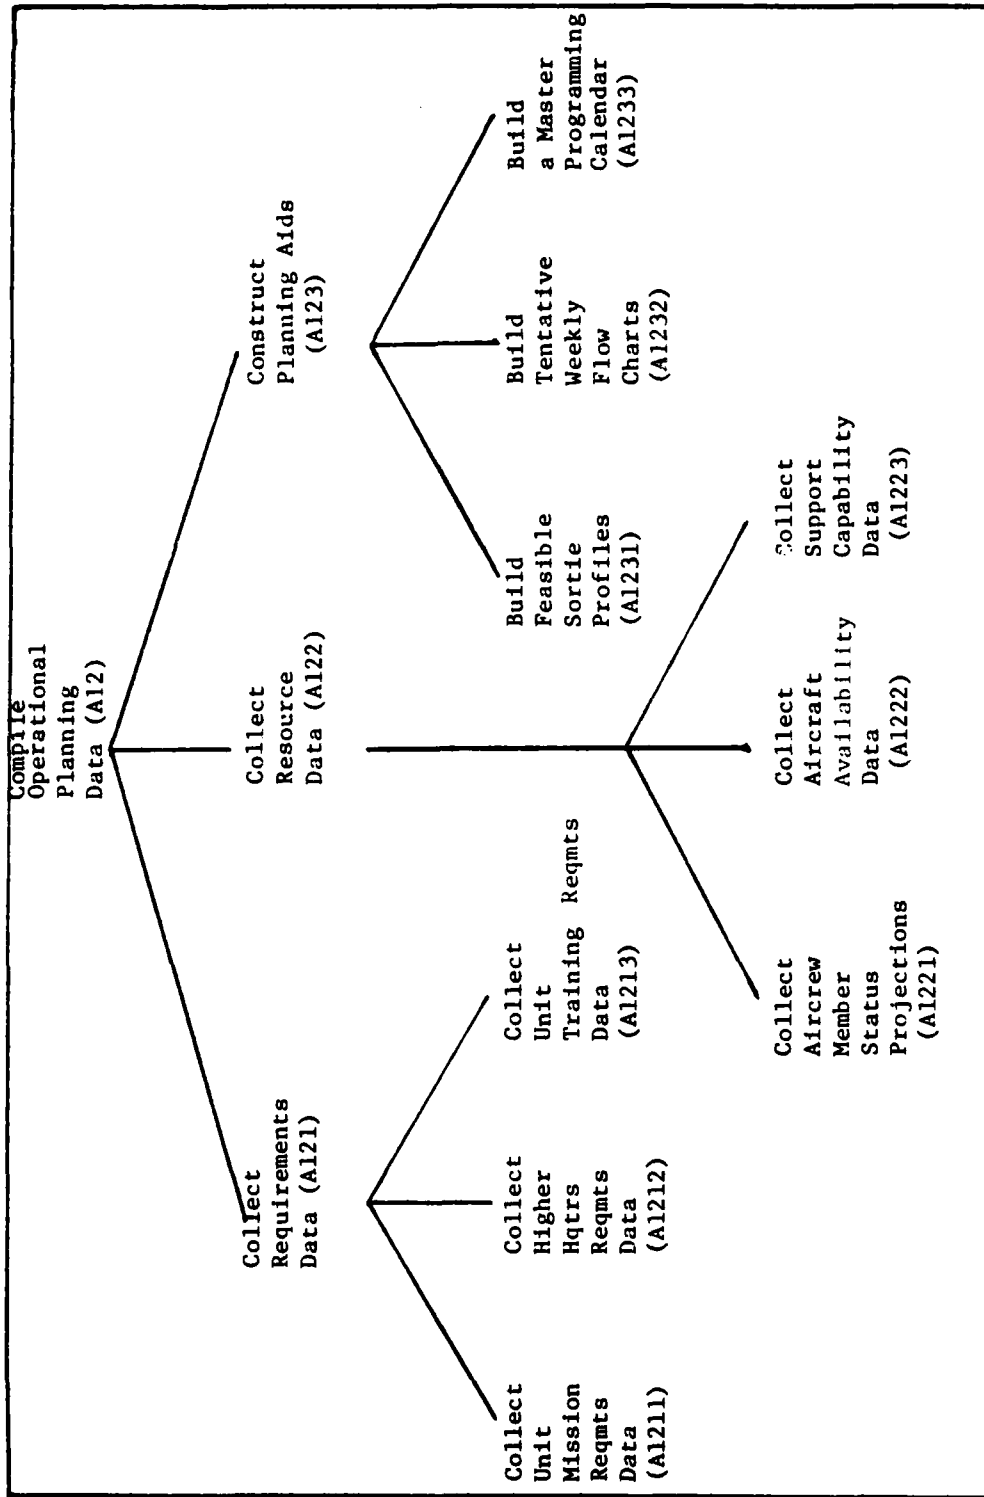 Compile
Operational
Planning
Data (A12)
Collect
Requirements
Data (A121)
Collect
Resource
Data (A122)
Construct
Planning Aids
(A123)
Collect
Unit
Mission
Reqmts
Data
(A1211)
Collect
Higher
Hqtrs
Reqmts
Data
(A1212)
Collect
Unit
Training Reqmts
Data
(A1213)
Build
Feasible
Sortie
Profiles
(A1231)
Build
Tentative
Weekly
Flow
Charts
(A1232)
Build
a Master
Programming
Calendar
(A1233)
Collect
Aircrew
Member
Status
Projections
(A1221)
Collect
Aircraft
Availability
Data
(A1222)
Collect
Support
Capability
Data
(A1223)